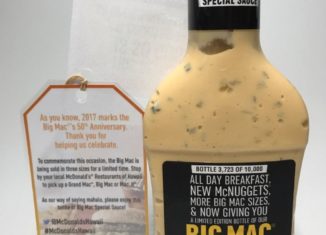 SPECIAL SAUCE
As you know, 2017 marks the
Big Mac®'s 50th Anniversary.
Thank you for
helping us celebrate.
To commemorate this occasion, the Big Mac is
being sold in three sizes for a limited time. Stop by
your local McDonald's Restaurants of Hawaii
to pick up a Grand Mac, Big Mac or Mac Jr.
As our way of saying mahalo, please enjoy this
bottle of Big Mac Special Sauce!
@McDonaldsHawaii
#McDonaldsHawaii
BOTTLE 3,723 OF 10,000
ALL DAY BREAKFAST,
NEW McNUGGETS,
MORE BIG MAC SIZES.
& NOW GIVING YOU
A LIMITED EDITION BOTTLE OF OUR
BIG MAC